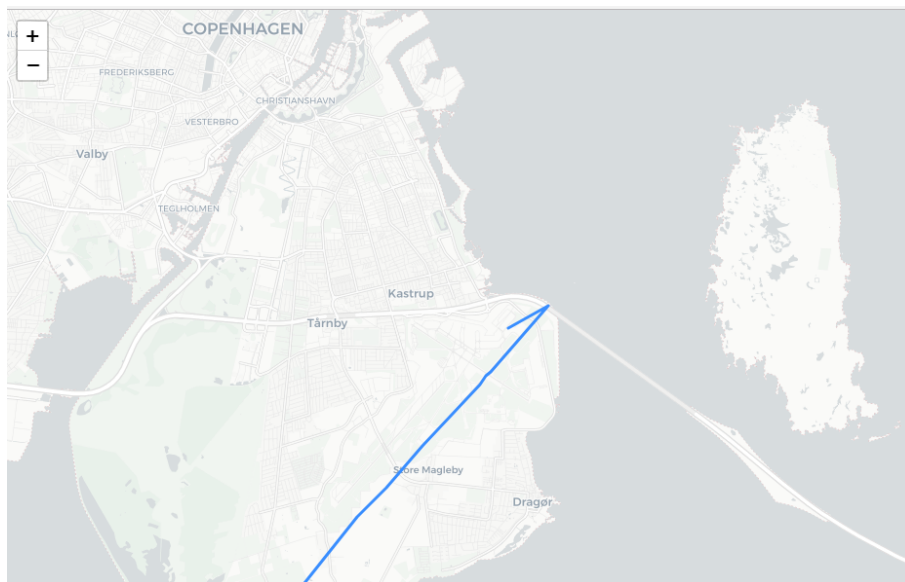 +
−
COPENHAGEN
FREDERIKSBERG
CHRISTIANSHAVN
VESTERBRO
Valby
TEGLHOLMEN
Kastrup
Tårnby
Store Magleby
Dragør